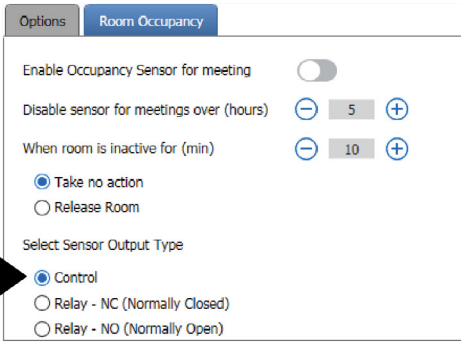 Options
Room Occupancy
Enable Occupancy Sensor for meeting
Disable sensor for meetings over (hours)
5
When room is inactive for (min)
10
Take no action
Release Room
Select Sensor Output Type
Control
Relay - NC (Normally Closed)
Relay - NO (Normally Open)